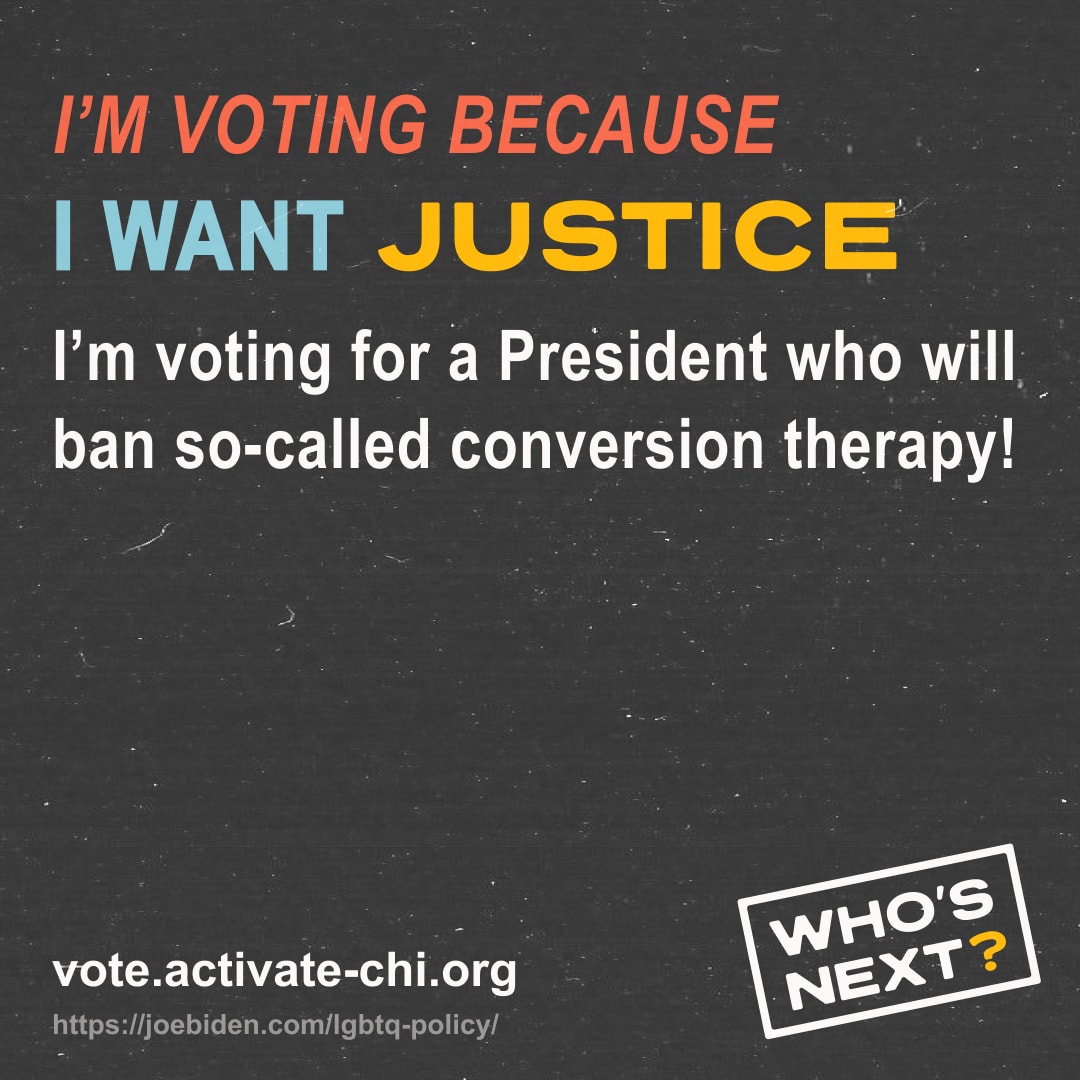 I’M VOTING BECAUSE
I WANT JUSTICE
I’m voting for a President who will
ban so-called conversion therapy!
vote.activate-chi.org
https://joebiden.com/lgbtq-policy/
WHO’S
NEXT?